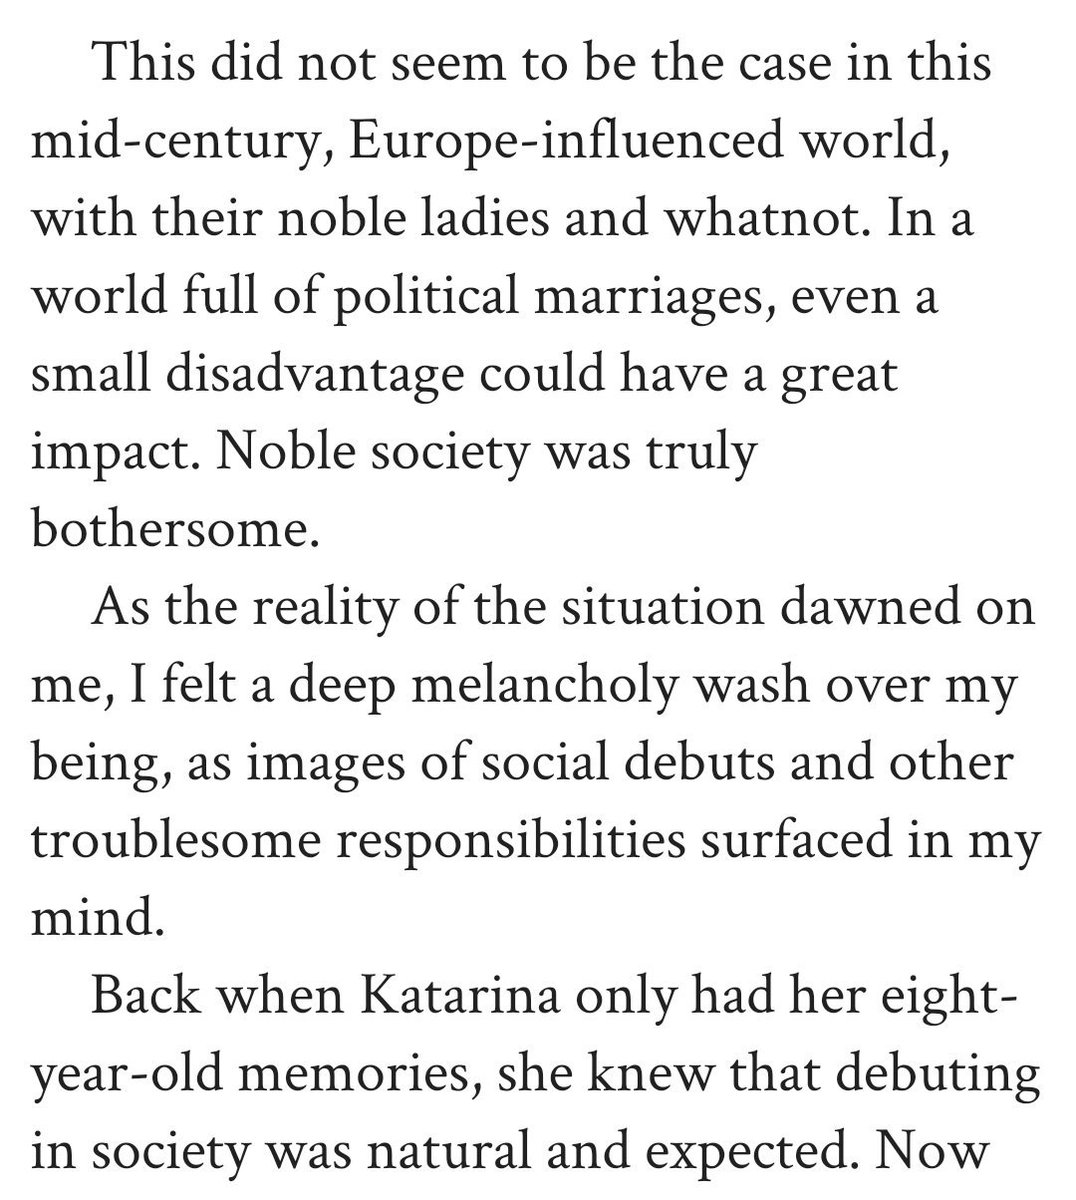 This did not seem to be the case in this
mid-century, Europe-influenced world,
with their noble ladies and whatnot. In a
world full of political marriages, even a
small disadvantage could have a great
impact. Noble society was truly
bothersome.
As the reality of the situation dawned on
me, I felt a deep melancholy wash over my
being, as images of social debuts and other
troublesome responsibilities surfaced in my
mind.
Back when Katarina only had her eight-
year-old memories, she knew that debuting
in society was natural and expected. Now